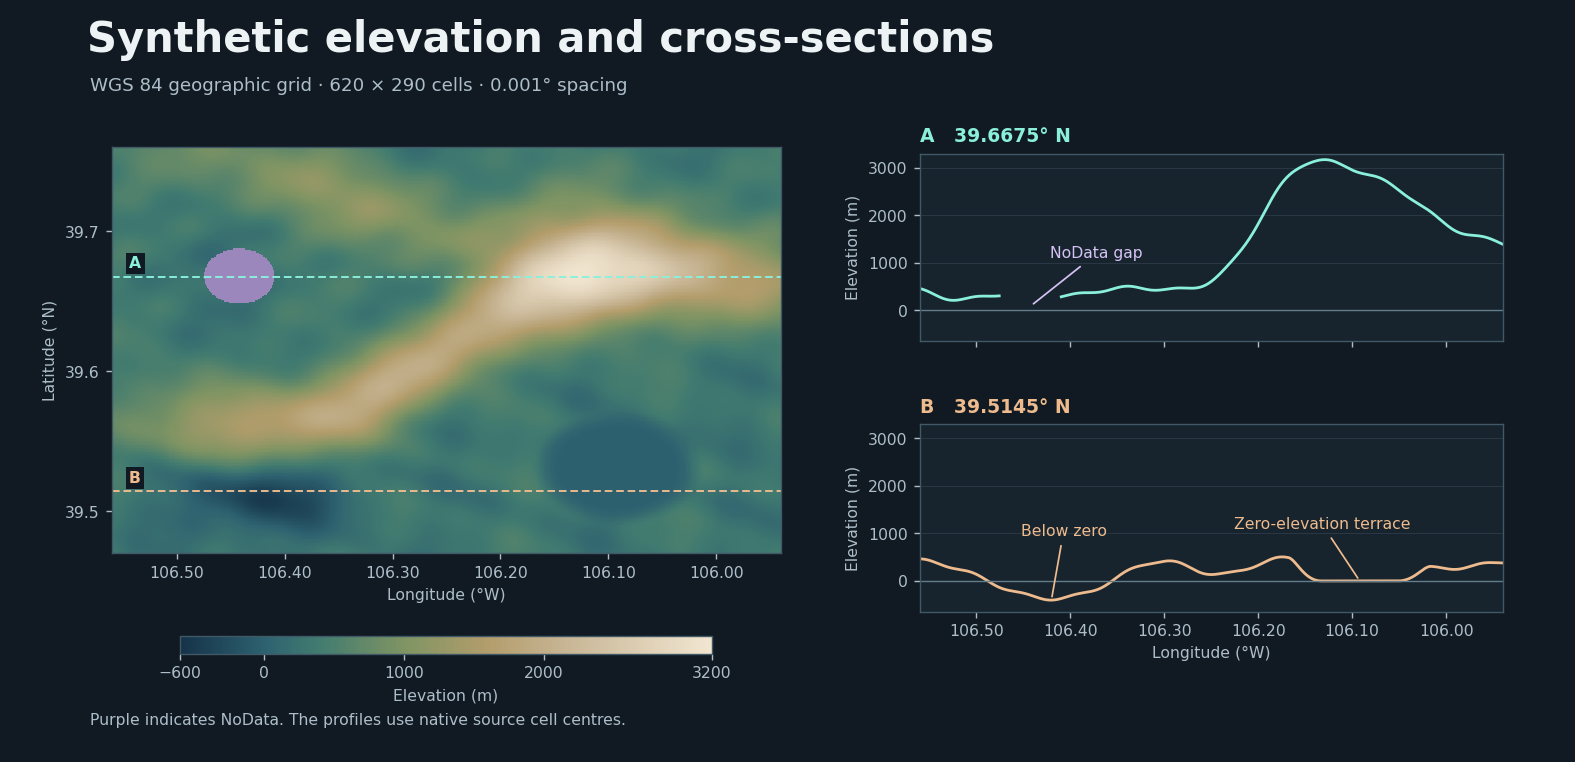 Synthetic elevation and cross-sections
WGS 84 geographic grid · 620 × 290 cells · 0.001° spacing
39.7
39.6
39.5
Latitude (°N)
A
B
106.50 106.40 106.30 106.20 106.10 106.00
Longitude (°W)
−600 0 1000 2000 3200
Elevation (m)
Purple indicates NoData. The profiles use native source cell centres.
A 39.6675° N
3000
2000
1000
0
Elevation (m)
NoData gap
B 39.5145° N
3000
2000
1000
0
Elevation (m)
Below zero
Zero-elevation terrace
106.50 106.40 106.30 106.20 106.10 106.00
Longitude (°W)